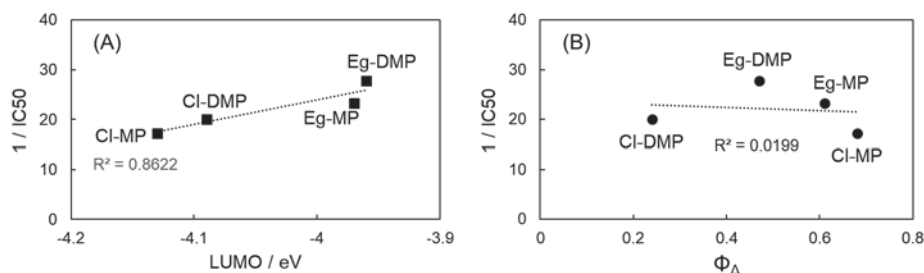 (A)
40
30
20
10
0
1 / IC50
Eg-DMP
Cl-DMP
Eg-MP
Cl-MP
R² = 0.8622
-4.2
-4.1
-4
-3.9
LUMO / eV
(B)
40
30
20
10
0
1 / IC50
Eg-DMP
Eg-MP
Cl-DMP
R² = 0.0199
Cl-MP
0
0.2
0.4
0.6
0.8
Φ_Δ